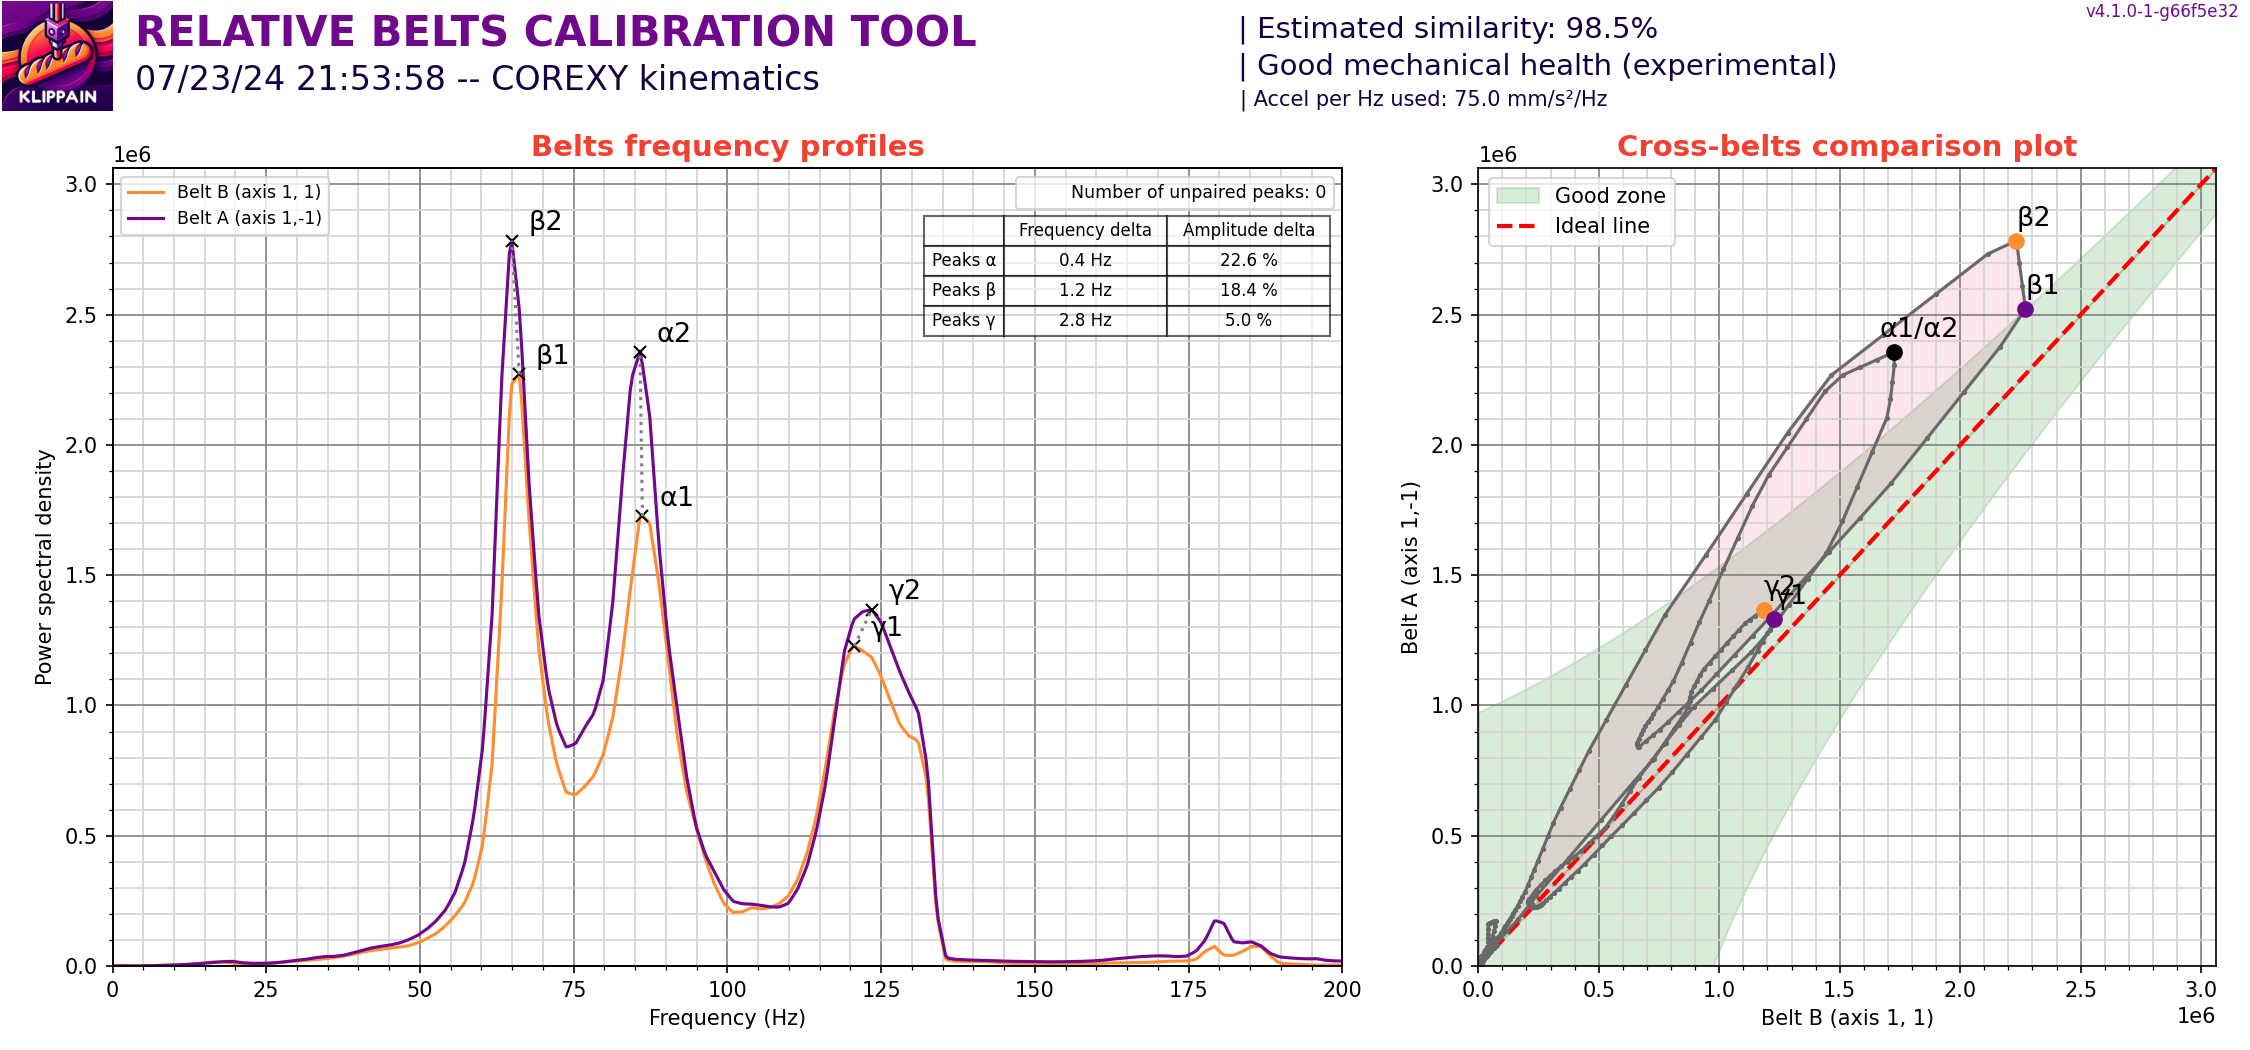 KLIPPAIN
RELATIVE BELTS CALIBRATION TOOL
07/23/24 21:53:58 -- COREXY kinematics
| Estimated similarity: 98.5%
| Good mechanical health (experimental)
| Accel per Hz used: 75.0 mm/s²/Hz
v4.1.0-1-g66f5e32
Belts frequency profiles
1e6
Belt B (axis 1, 1)
Belt A (axis 1,-1)
Number of unpaired peaks: 0
Frequency delta Amplitude delta
Peaks α 0.4 Hz 22.6 %
Peaks β 1.2 Hz 18.4 %
Peaks γ 2.8 Hz 5.0 %
β2
β1
α2
α1
γ2
γ1
3.0
2.5
2.0
1.5
1.0
0.5
0.0
Power spectral density
0 25 50 75 100 125 150 175 200
Frequency (Hz)
Cross-belts comparison plot
1e6
Good zone
Ideal line
β2
β1
α1/α2
γ2
γ1
3.0
2.5
2.0
1.5
1.0
0.5
0.0
Belt A (axis 1,-1)
0.0 0.5 1.0 1.5 2.0 2.5 3.0
Belt B (axis 1, 1)
1e6